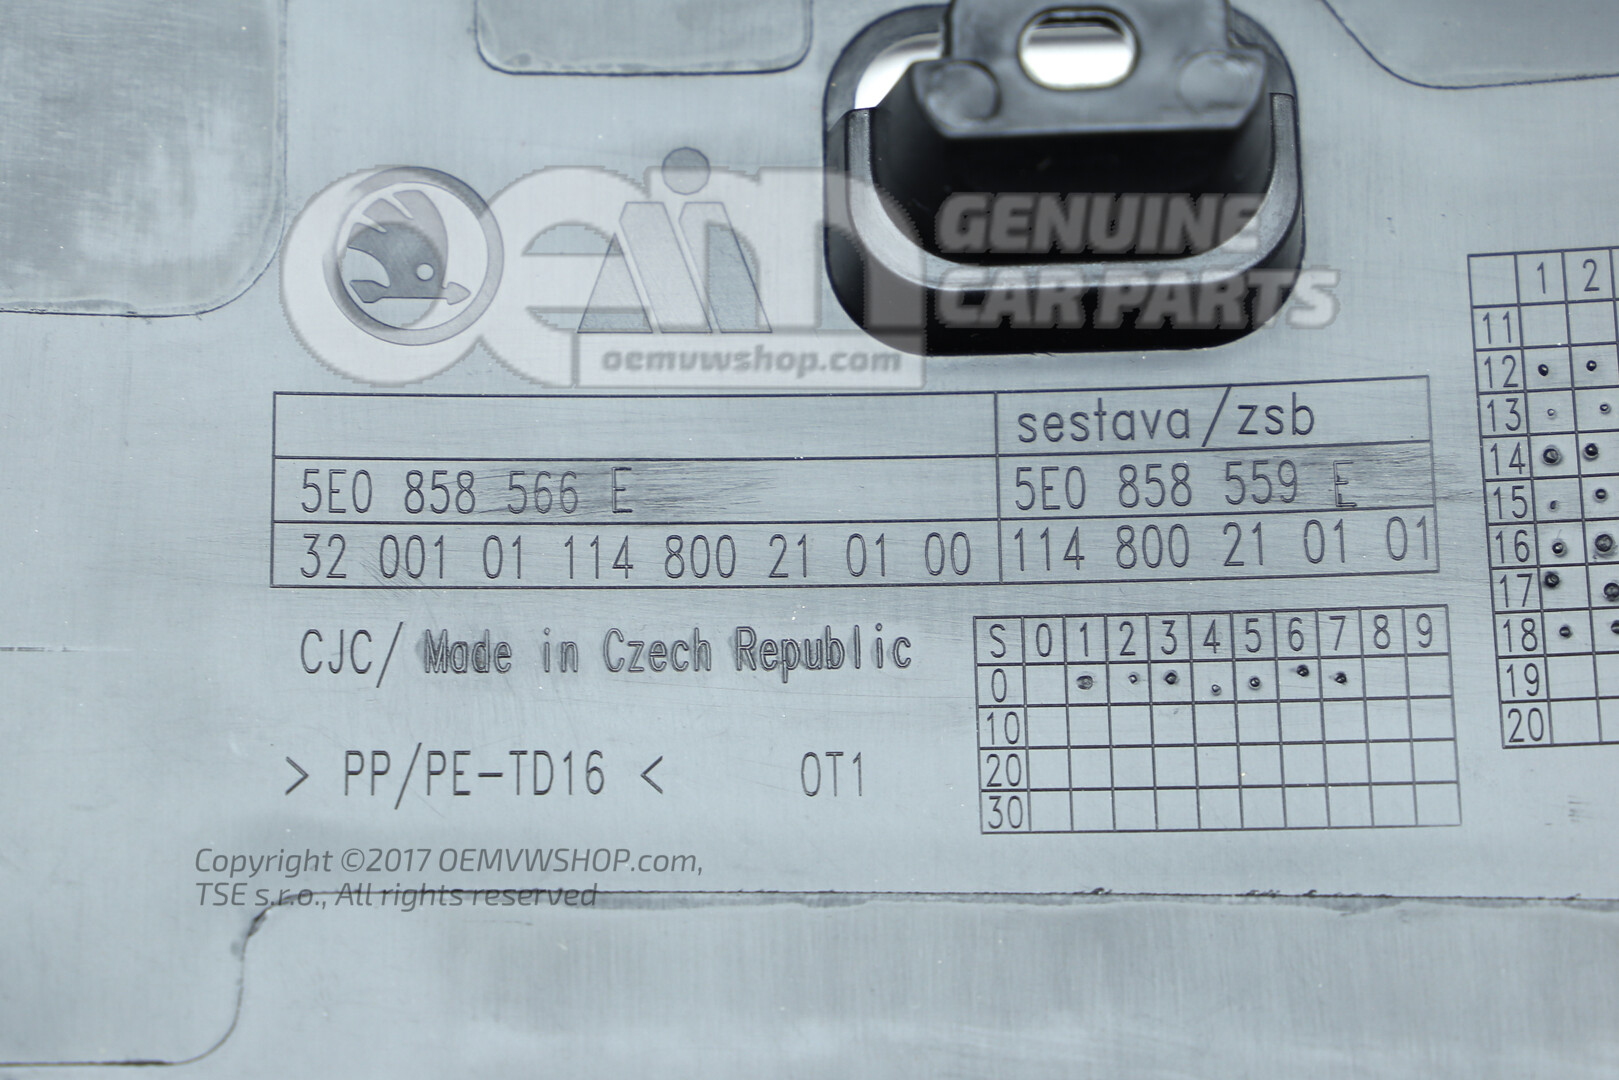 oein GENUINE
CAR PARTS
oemvwshop.com
sestava/zsb
5E0 858 566 E 5E0 858 559 E
32 001 01 114 800 21 01 00 114 800 21 01 01
CJC/ Made in Czech Republic
> PP/PE-TD16 < OT1
S 0 1 2 3 4 5 6 7 8 9
0
10
20
30
1 2
11
12
13
14
15
16
17
18
19
20
Copyright ©2017 OEMVWSHOP.com,
TSE s.r.o., All rights reserved